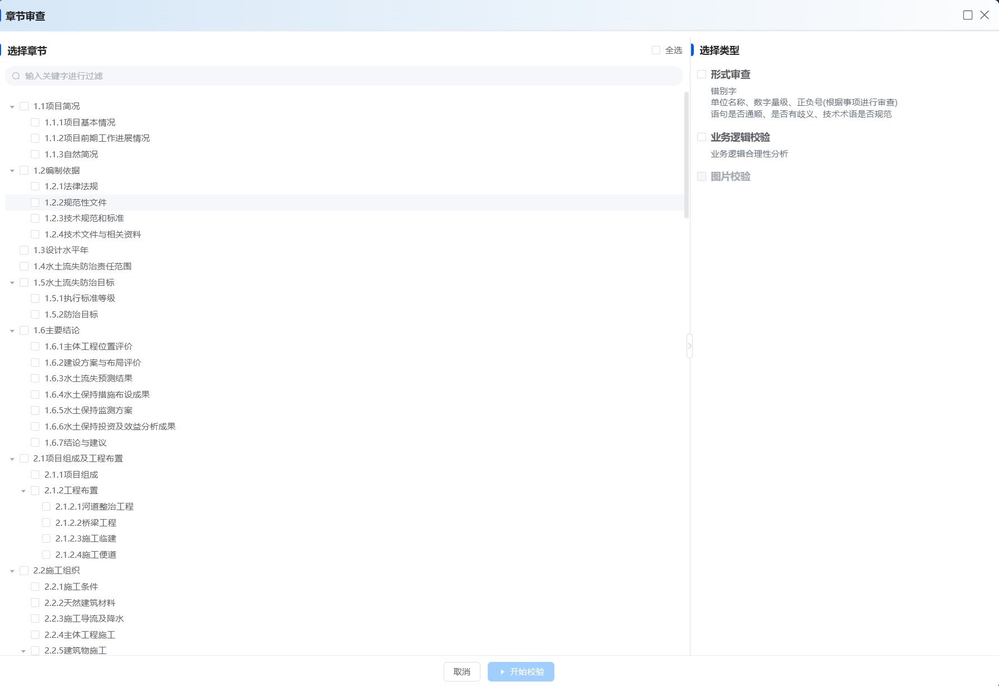 章节审查
选择章节
全选
输入关键字进行过滤
1.1项目简况
1.1.1项目基本情况
1.1.2项目前期工作进展情况
1.1.3自然简况
1.2编制依据
1.2.1法律法规
1.2.2规范性文件
1.2.3技术规范和标准
1.2.4技术文件与相关资料
1.3设计水平年
1.4水土流失防治责任范围
1.5水土流失防治目标
1.5.1执行标准等级
1.5.2防治目标
1.6主要结论
1.6.1主体工程位置评价
1.6.2建设方案与布局评价
1.6.3水土流失预测结果
1.6.4水土保持措施布设成果
1.6.5水土保持监测方案
1.6.6水土保持投资及效益分析成果
1.6.7结论与建议
2.1项目组成及工程布置
2.1.1项目组成
2.1.2工程布置
2.1.2.1河道整治工程
2.1.2.2桥梁工程
2.1.2.3施工临建
2.1.2.4施工便道
2.2施工组织
2.2.1施工条件
2.2.2天然建筑材料
2.2.3施工导流及降水
2.2.4主体工程施工
2.2.5建筑物施工
选择类型
形式审查
错别字
单位名称、数字量级、正负号(根据事项进行审查)
语句是否通顺、是否有歧义、技术术语是否规范
业务逻辑校验
业务逻辑合理性分析
图片校验
取消
开始校验